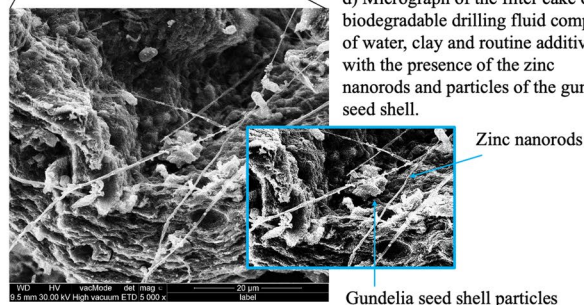 d) Micrograph of the filter cake o
biodegradable drilling fluid comp
of water, clay and routine additiv
with the presence of the zinc
nanorods and particles of the gun
seed shell.
Zinc nanorods
WD HV vacMode det mag
9.5 mm 30.00 kV High vacuum ETD 5 000 x
20 μm
label
Gundelia seed shell particles